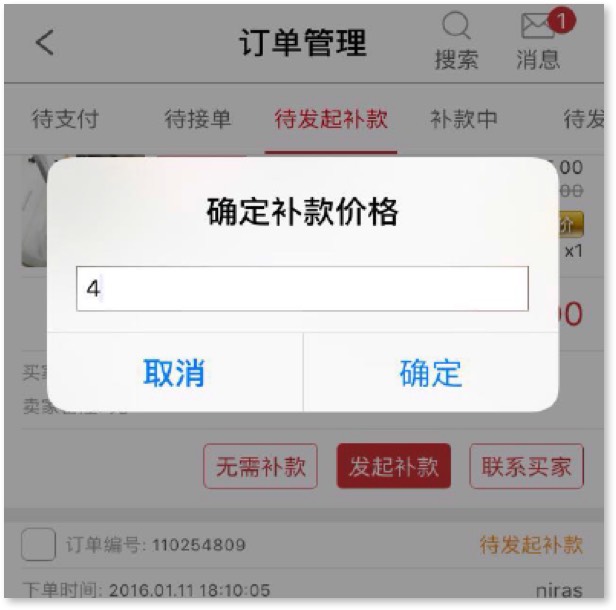 订单管理
搜索
消息
1
待支付
待接单
待发起补款
补款中
待发
.00
00
价
x1
确定补款价格
4
00
取消
确定
买
卖家
无需补款
发起补款
联系买家
订单编号: 110254809
待发起补款
下单时间: 2016.01.11 18:10:05
niras